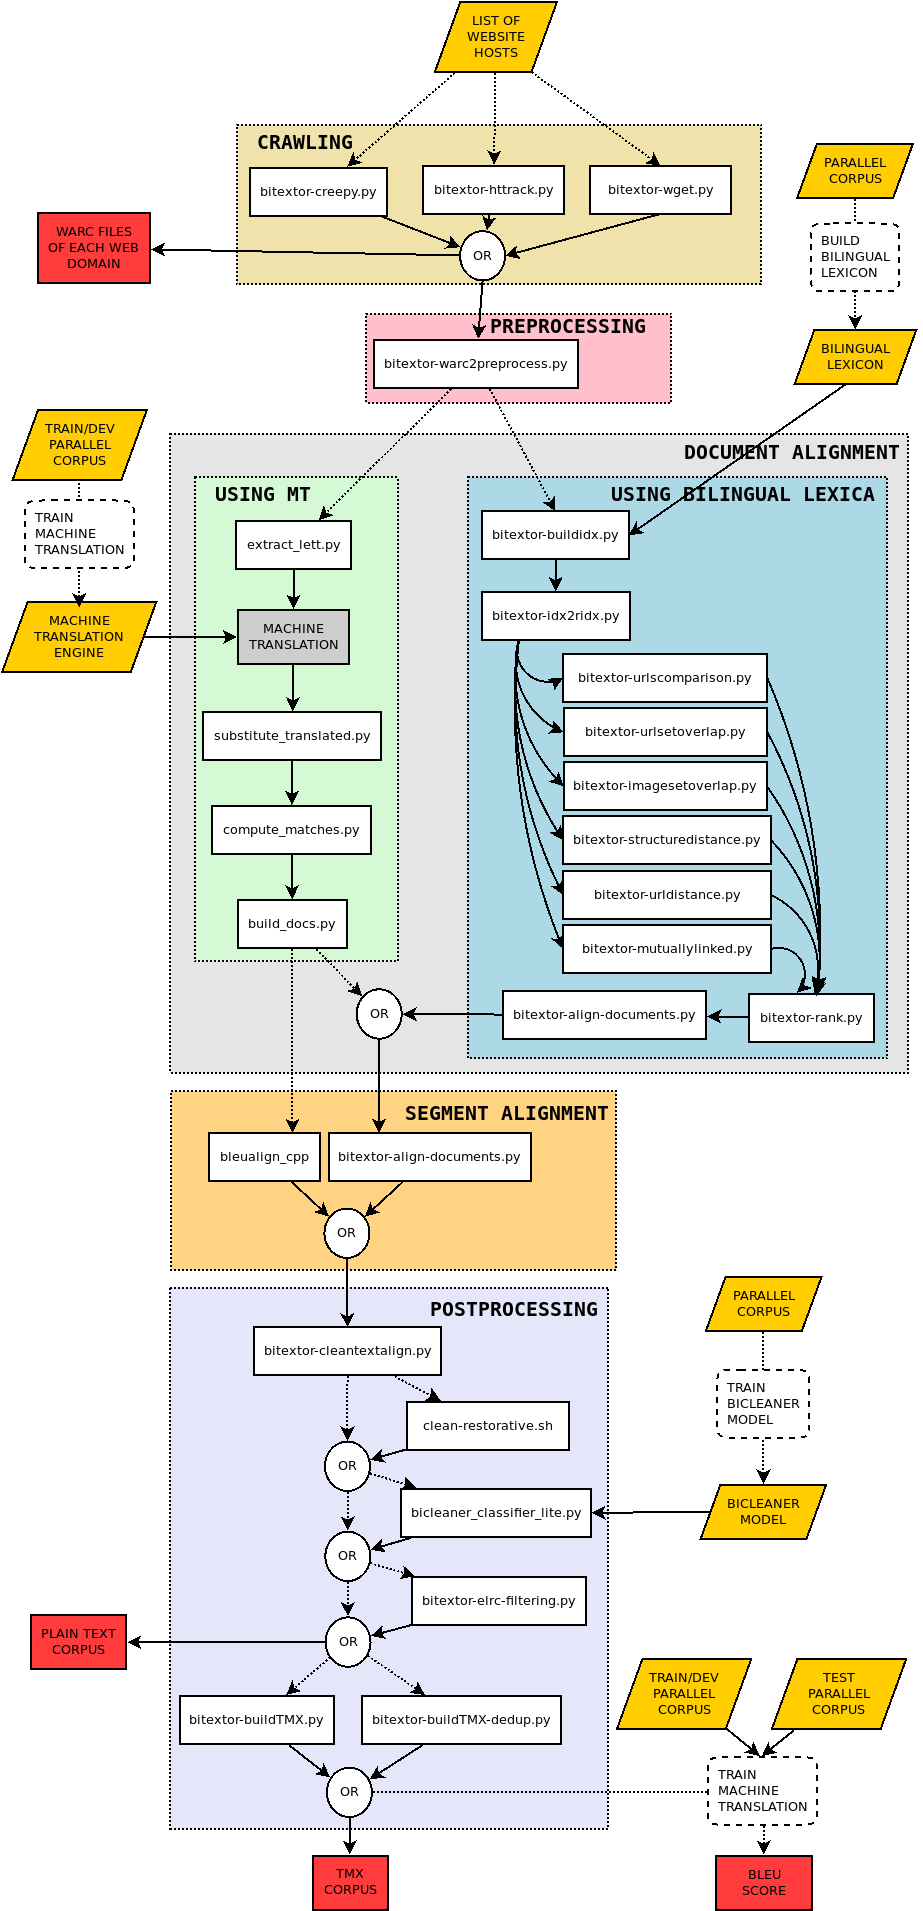 LIST OF
WEBSITE
HOSTS
CRAWLING
bitextor-creepy.py
bitextor-httrack.py
bitextor-wget.py
OR
WARC FILES
OF EACH WEB
DOMAIN
PARALLEL
CORPUS
BUILD
BILINGUAL
LEXICON
BILINGUAL
LEXICON
PREPROCESSING
bitextor-warc2preprocess.py
TRAIN/DEV
PARALLEL
CORPUS
TRAIN
MACHINE
TRANSLATION
MACHINE
TRANSLATION
ENGINE
DOCUMENT ALIGNMENT
USING MT
extract_lett.py
MACHINE
TRANSLATION
substitute_translated.py
compute_matches.py
build_docs.py
USING BILINGUAL LEXICA
bitextor-buildidx.py
bitextor-idx2ridx.py
bitextor-urlscomparison.py
bitextor-urlsetoverlap.py
bitextor-imagesetoverlap.py
bitextor-structuredistance.py
bitextor-urldistance.py
bitextor-mutuallylinked.py
bitextor-rank.py
bitextor-align-documents.py
OR
SEGMENT ALIGNMENT
bleualign_cpp
bitextor-align-documents.py
OR
POSTPROCESSING
bitextor-cleantextalign.py
clean-restorative.sh
OR
bicleaner_classifier_lite.py
OR
bitextor-elrc-filtering.py
OR
PARALLEL
CORPUS
TRAIN
BICLEANER
MODEL
BICLEANER
MODEL
PLAIN TEXT
CORPUS
bitextor-buildTMX.py
bitextor-buildTMX-dedup.py
OR
TRAIN/DEV
PARALLEL
CORPUS
TEST
PARALLEL
CORPUS
TRAIN
MACHINE
TRANSLATION
TMX
CORPUS
BLEU
SCORE